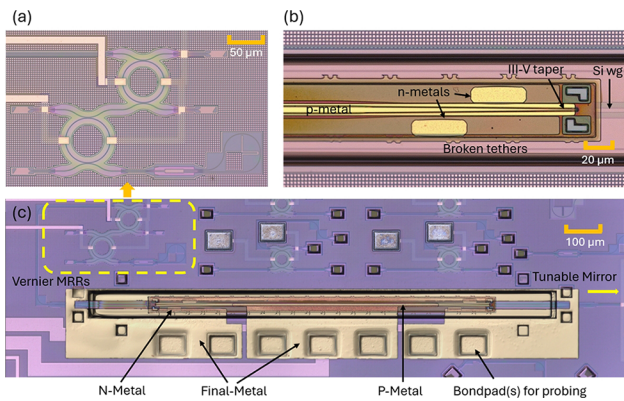 (a)
50 µm
(b)
III-V taper
Si wg
n-metals
p-metal
Broken tethers
20 µm
(c)
100 µm
Vernier MRRs
Tunable Mirror
N-Metal
Final-Metal
P-Metal
Bondpad(s) for probing